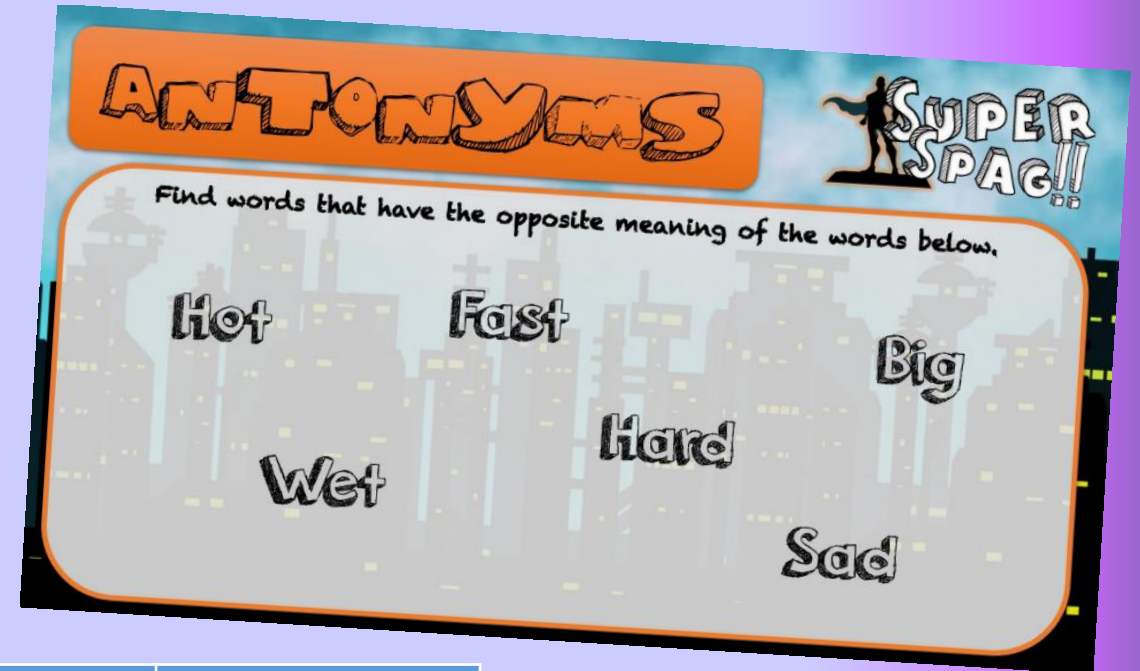 AnTonyms
Super
Spag!!
Find words that have the opposite meaning of the words below.
Hot
Fast
Big
Hard
Wet
Sad